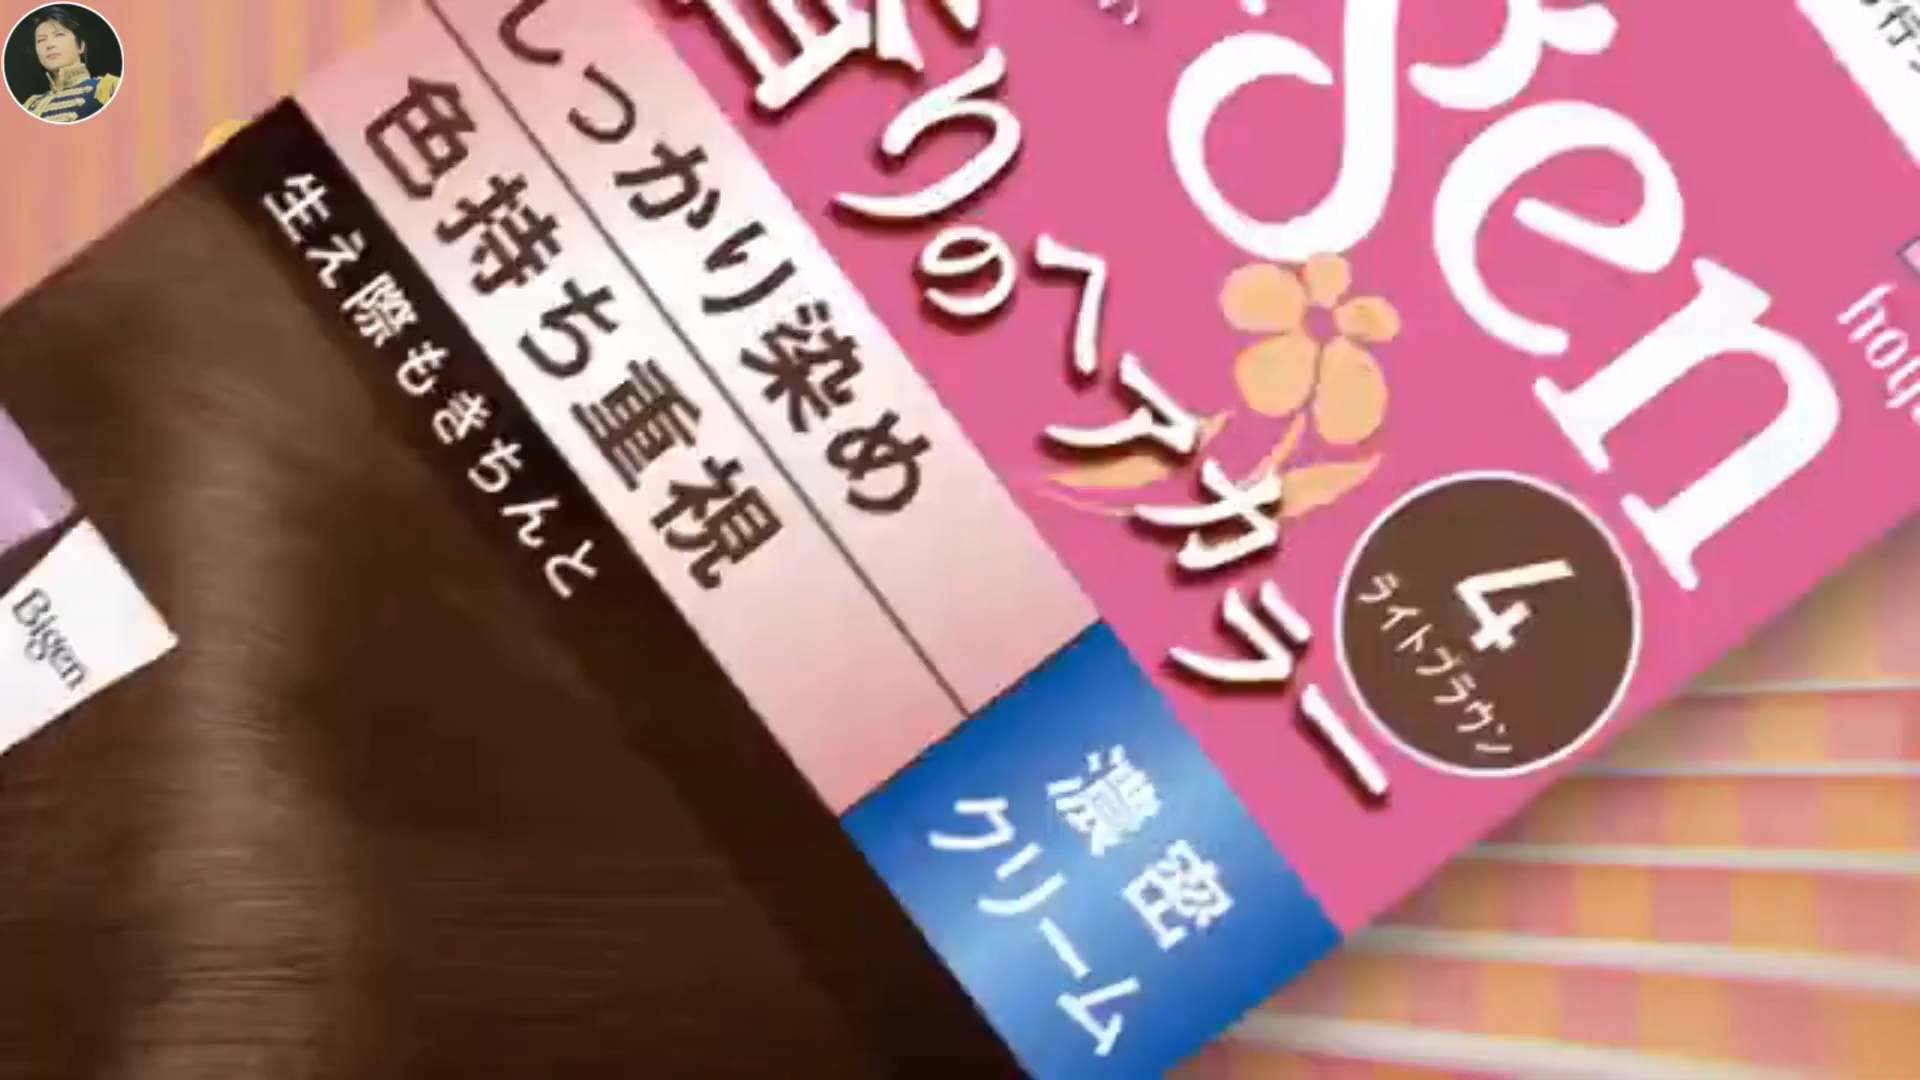 gen
香りのヘアカラー
4
ライトブラウン
しっかり染め
色持ち重視
生え際もきちんと
濃密
クリーム
Bigen